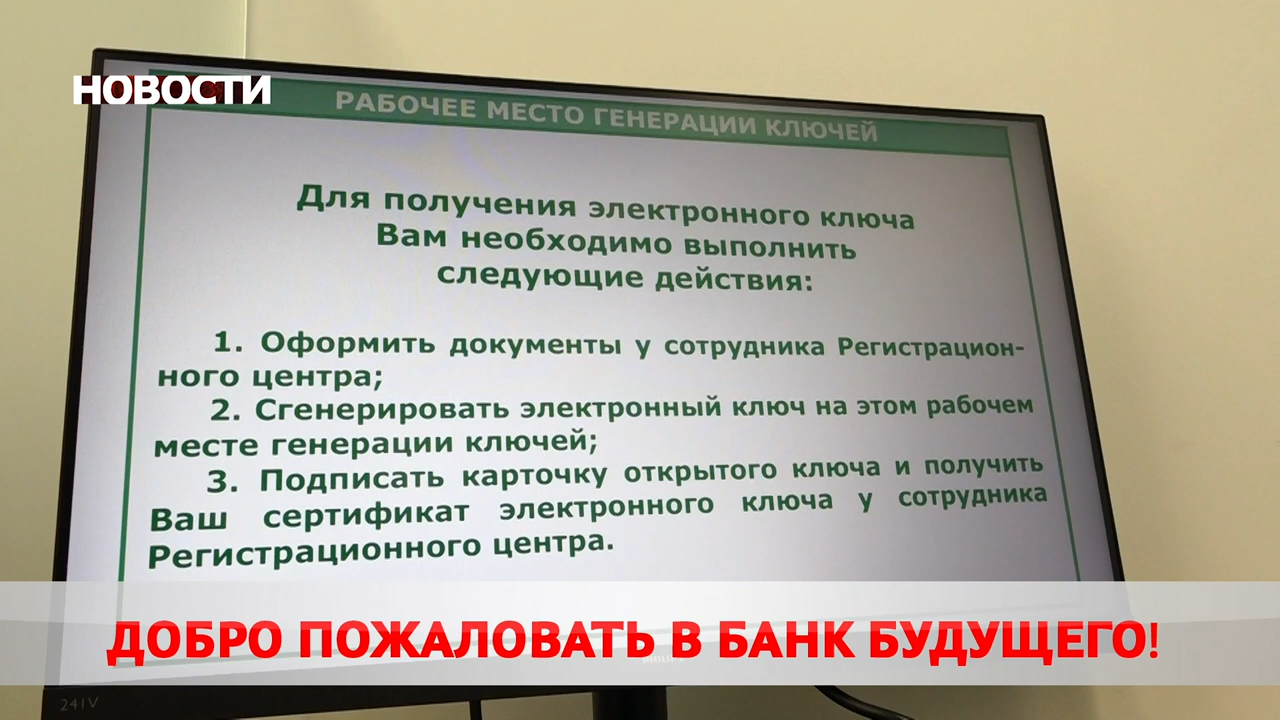 НОВОСТИ
РАБОЧЕЕ МЕСТО ГЕНЕРАЦИИ КЛЮЧЕЙ
Для получения электронного ключа
Вам необходимо выполнить
следующие действия:
1. Оформить документы у сотрудника Регистрацион-
ного центра;
2. Сгенерировать электронный ключ на этом рабочем
месте генерации ключей;
3. Подписать карточку открытого ключа и получить
Ваш сертификат электронного ключа у сотрудника
Регистрационного центра.
ДОБРО ПОЖАЛОВАТЬ В БАНК БУДУЩЕГО!
PHILIPS
241V